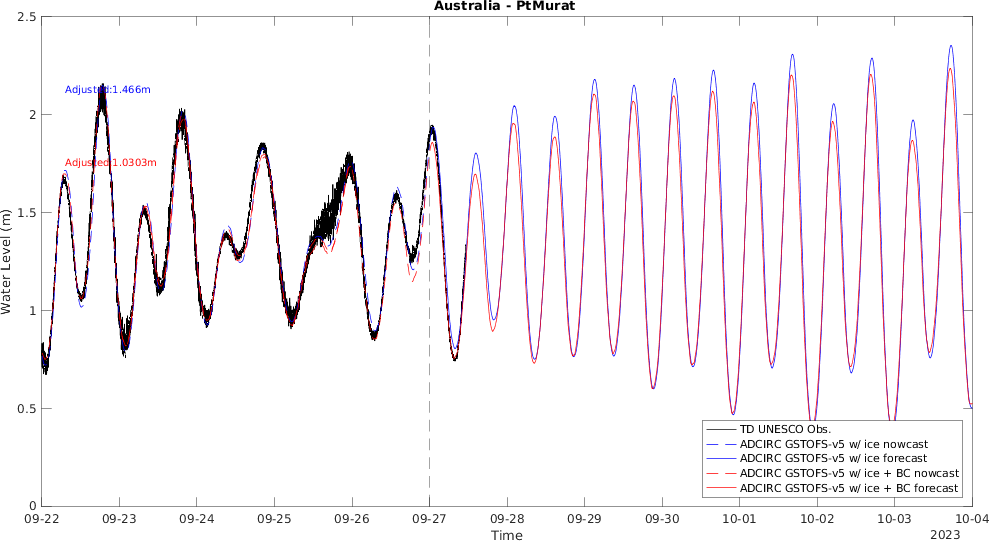 Australia - PtMurat
2.5
2
1.5
1
0.5
0
Water Level (m)
Adjusted:1.466m
Adjusted:1.0303m
TD UNESCO Obs.
ADCIRC GSTOFS-v5 w/ ice nowcast
ADCIRC GSTOFS-v5 w/ ice forecast
ADCIRC GSTOFS-v5 w/ ice + BC nowcast
ADCIRC GSTOFS-v5 w/ ice + BC forecast
09-22 09-23 09-24 09-25 09-26 09-27 09-28 09-29 09-30 10-01 10-02 10-03 10-04
Time
2023